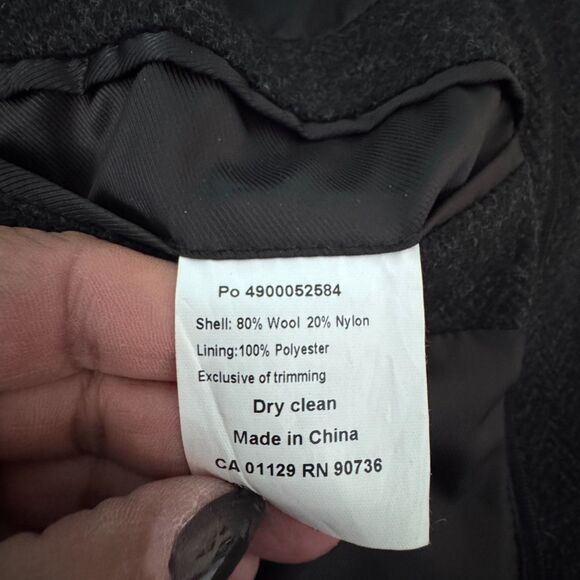 Po 4900052584
Shell: 80% Wool 20% Nylon
Lining:100% Polyester
Exclusive of trimming
Dry clean
Made in China
CA 01129 RN 90736